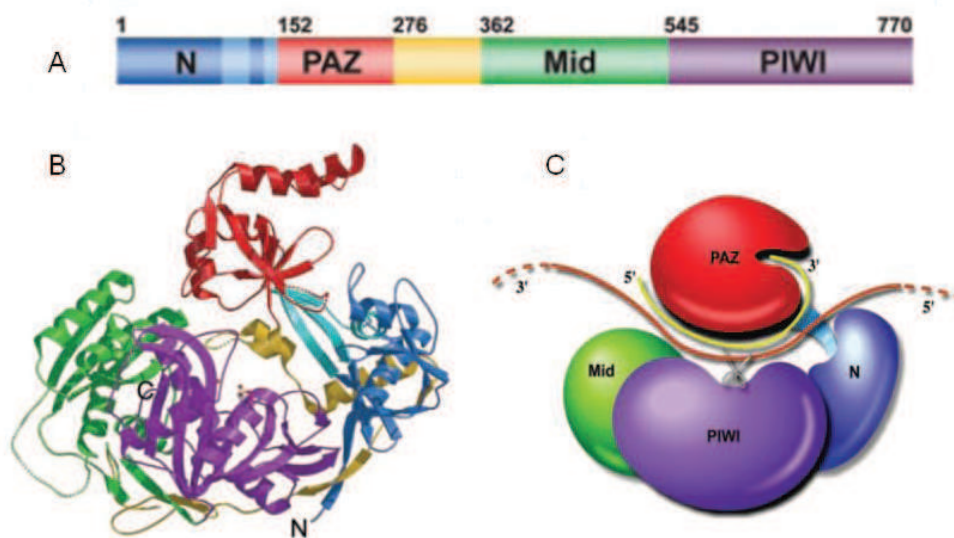 1 152 276 362 545 770
A N PAZ Mid PIWI
B C
PAZ
3'
5'
3'
5'
Mid
N
PIWI
C
N